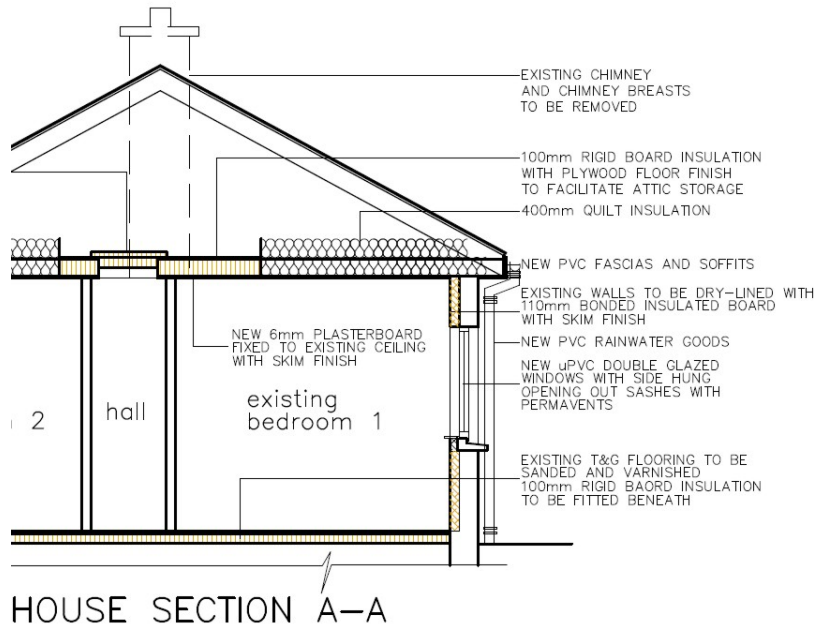 EXISTING CHIMNEY
AND CHIMNEY BREASTS
TO BE REMOVED
100mm RIGID BOARD INSULATION
WITH PLYWOOD FLOOR FINISH
TO FACILITATE ATTIC STORAGE
400mm QUILT INSULATION
NEW PVC FASCIAS AND SOFFITS
EXISTING WALLS TO BE DRY-LINED WITH
110mm BONDED INSULATED BOARD
WITH SKIM FINISH
NEW PVC RAINWATER GOODS
NEW uPVC DOUBLE GLAZED
WINDOWS WITH SIDE HUNG
OPENING OUT SASHES WITH
PERMAVENTS
NEW 6mm PLASTERBOARD
FIXED TO EXISTING CEILING
WITH SKIM FINISH
2
hall
existing
bedroom 1
EXISTING T&G FLOORING TO BE
SANDED AND VARNISHED
100mm RIGID BAORD INSULATION
TO BE FITTED BENEATH
HOUSE SECTION A-A